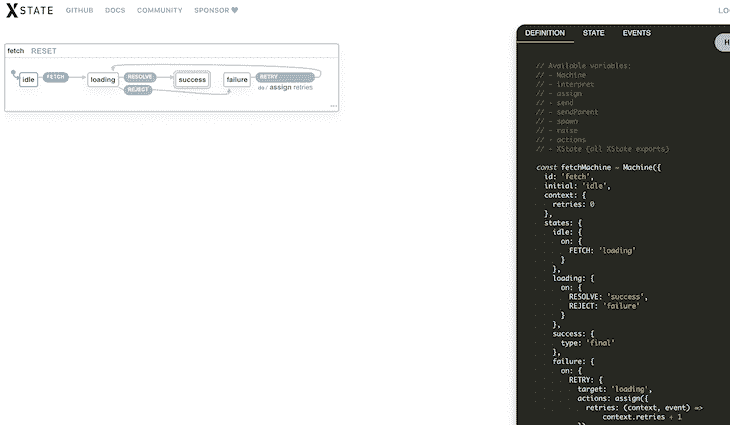 XSTATE GITHUB DOCS COMMUNITY SPONSOR
LO
DEFINITION STATE EVENTS
H
fetch RESET
idle FETCH loading RESOLVE success failure RETRY
REJECT
do / assign retries
// Available variables:
// - Machine
// - interpret
// - assign
// - send
// - sendParent
// - spawn
// - raise
// - actions
// - XState (all XState exports)
const fetchMachine = Machine({
id: 'fetch',
initial: 'idle',
context: {
retries: 0
},
states: {
idle: {
on: {
FETCH: 'loading'
}
},
loading: {
on: {
RESOLVE: 'success',
REJECT: 'failure'
}
},
success: {
type: 'final'
},
failure: {
on: {
RETRY: {
target: 'loading',
actions: assign({
retries: (context, event) =>
context.retries + 1
})